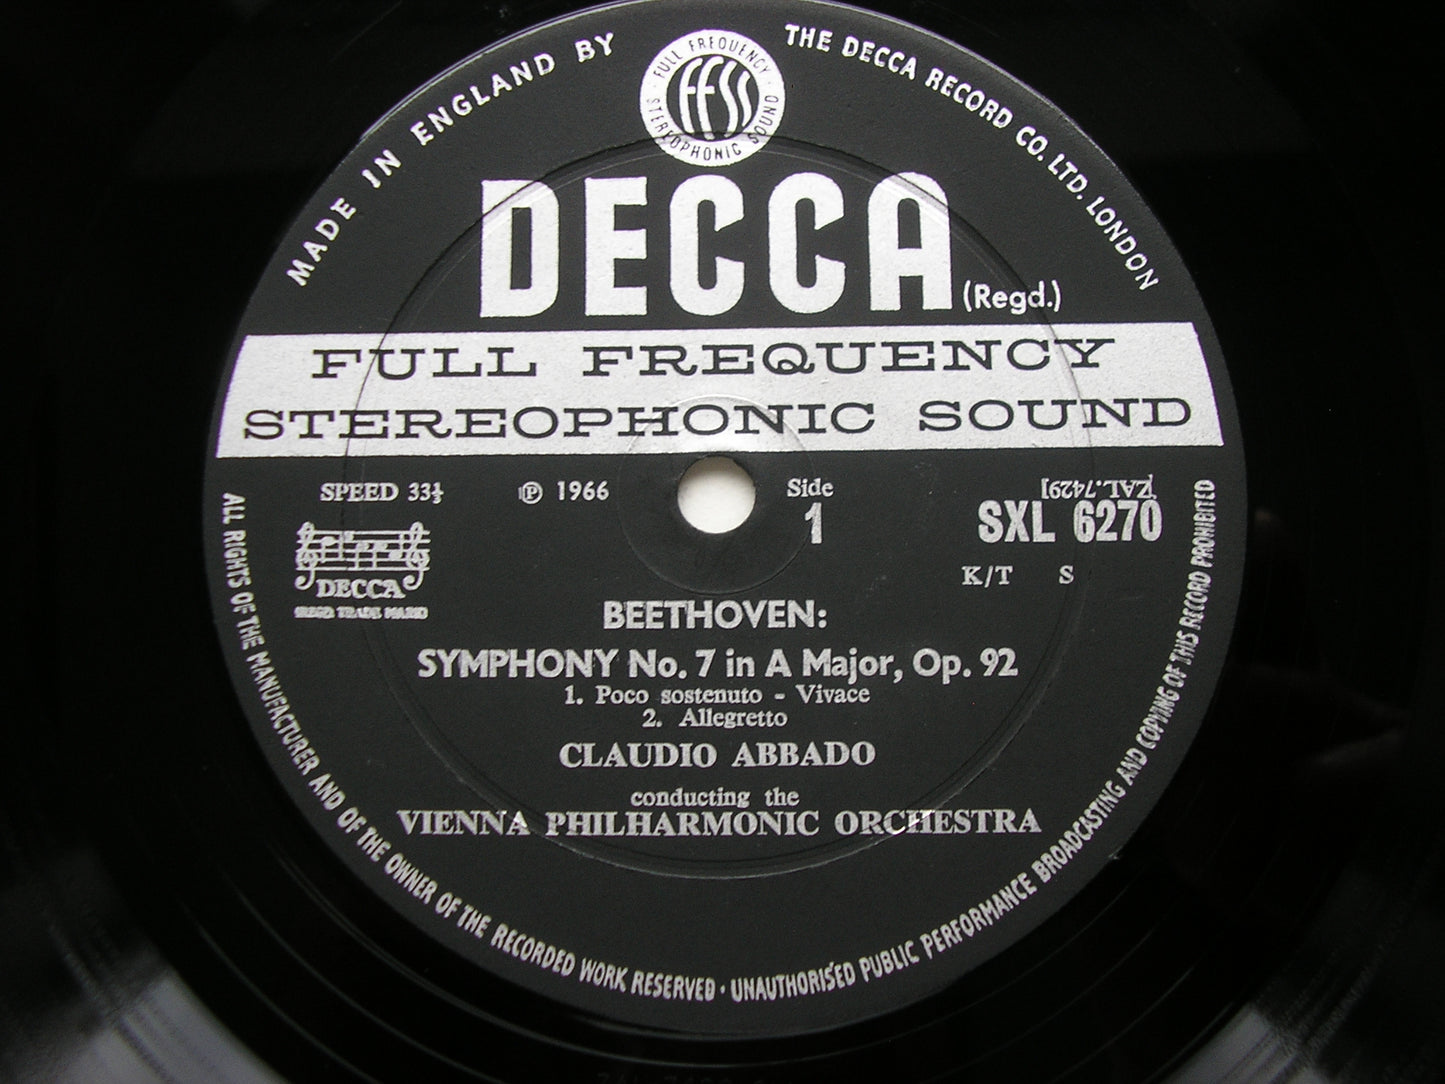 MADE IN ENGLAND BY
THE DECCA RECORD CO. LTD. LONDON
FULL FREQUENCY
FFSS
STEREOPHONIC SOUND
DECCA (Regd.)
FULL FREQUENCY
STEREOPHONIC SOUND
SPEED 33⅓
Ⓟ 1966
Side
1
[ZAL.7429]
SXL 6270
K/T S
DECCA
REGD TRADE MARK
BEETHOVEN:
SYMPHONY No. 7 in A Major, Op. 92
1. Poco sostenuto - Vivace
2. Allegretto
CLAUDIO ABBADO
conducting the
VIENNA PHILHARMONIC ORCHESTRA
ALL RIGHTS OF THE MANUFACTURER AND OF THE OWNER OF THE RECORDED WORK RESERVED · UNAUTHORISED PUBLIC PERFORMANCE BROADCASTING AND COPYING OF THIS RECORD PROHIBITED